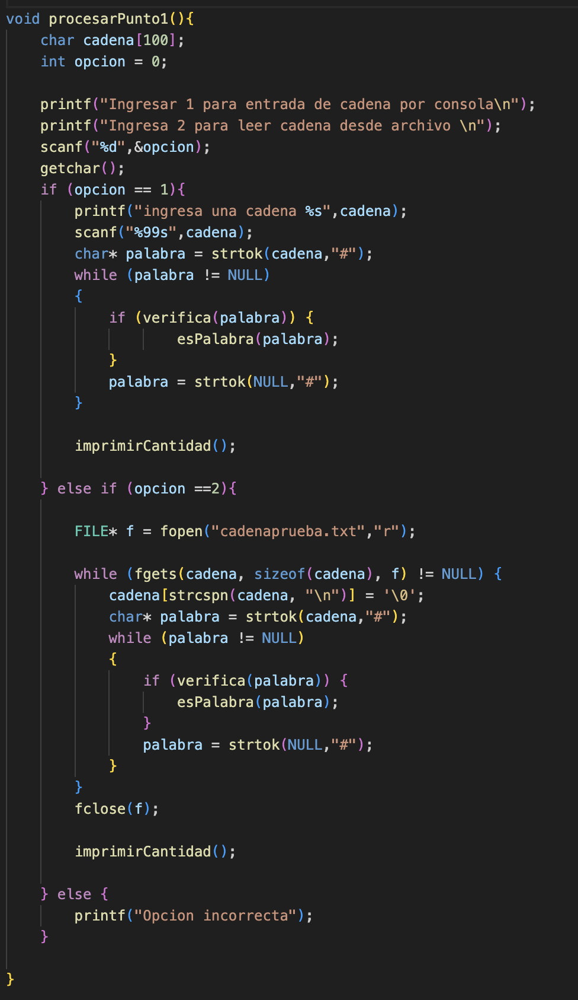 void procesarPunto1(){
    char cadena[100];
    int opcion = 0;

    printf("Ingresar 1 para entrada de cadena por consola\n");
    printf("Ingresa 2 para leer cadena desde archivo \n");
    scanf("%d",&opcion);
    getchar();
    if (opcion == 1){
        printf("ingresa una cadena %s",cadena);
        scanf("%99s",cadena);
        char* palabra = strtok(cadena,"#");
        while (palabra != NULL)
        {
            if (verifica(palabra)) {
                    esPalabra(palabra);
            }
            palabra = strtok(NULL,"#");
        }

        imprimirCantidad();

    } else if (opcion ==2){

        FILE* f = fopen("cadenaprueba.txt","r");

        while (fgets(cadena, sizeof(cadena), f) != NULL) {
            cadena[strcspn(cadena, "\n")] = '\0';
            char* palabra = strtok(cadena,"#");
            while (palabra != NULL)
            {
                if (verifica(palabra)) {
                    esPalabra(palabra);
                }
                palabra = strtok(NULL,"#");
            }
        }
        fclose(f);

        imprimirCantidad();

    } else {
        printf("Opcion incorrecta");
    }

}